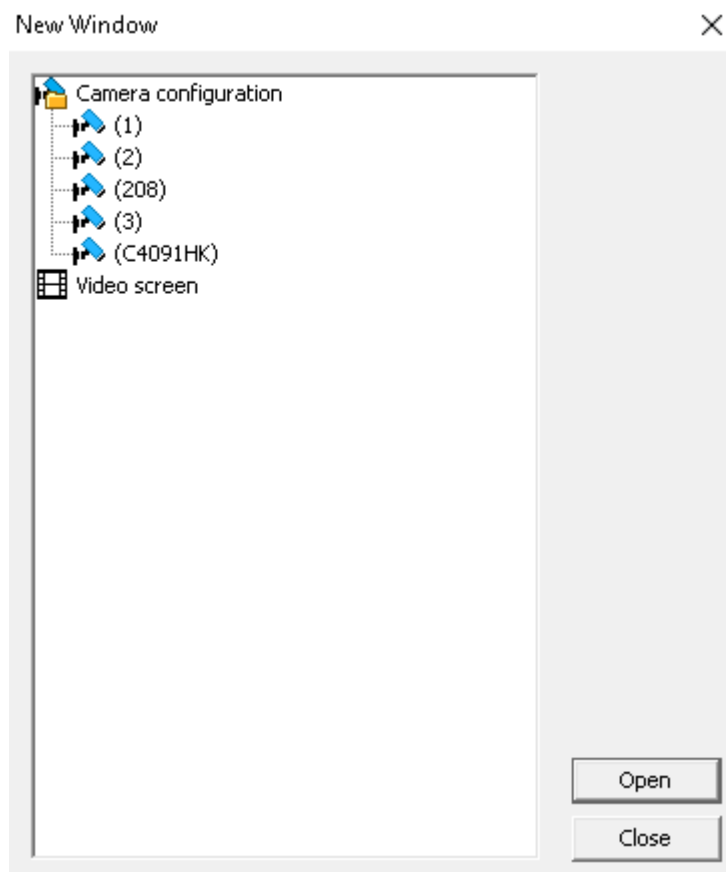 New Window
Camera configuration
(1)
(2)
(208)
(3)
(C4091HK)
Video screen
Open
Close